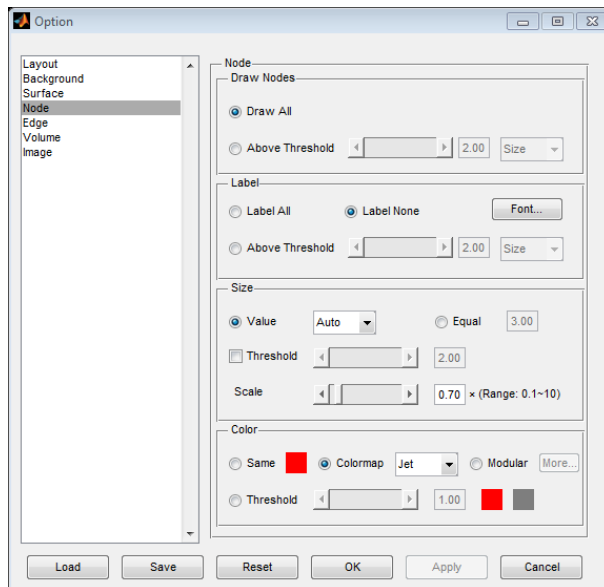 Option
Layout
Background
Surface
Node
Edge
Volume
Image
Node
Draw Nodes
Draw All
Above Threshold 2.00 Size
Label
Label All Label None Font...
Above Threshold 2.00 Size
Size
Value Auto Equal 3.00
Threshold 2.00
Scale 0.70 × (Range: 0.1~10)
Color
Same Colormap Jet Modular More...
Threshold 1.00
Load Save Reset OK Apply Cancel